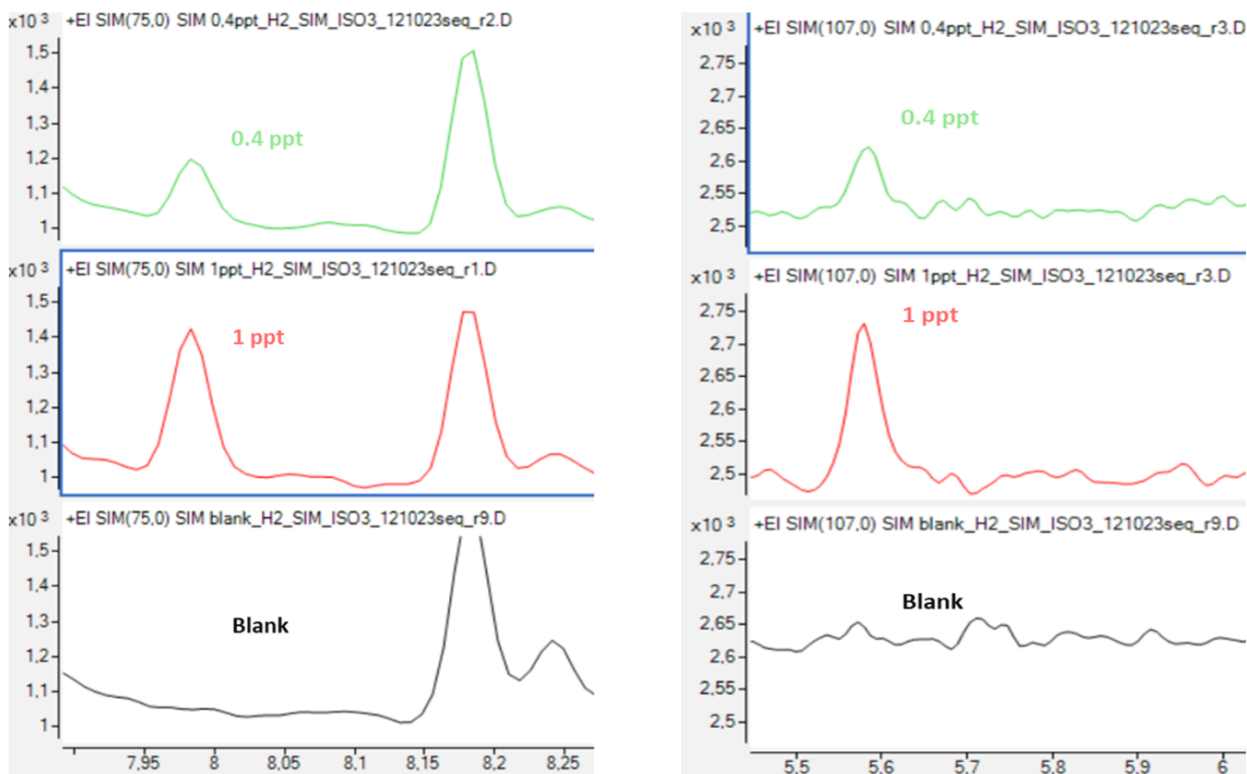 +EI SIM(75,0) SIM 0,4ppt_H2_SIM_ISO3_121023seq_r2.D
x10 3
1,5
1,4
1,3
1,2
1,1
1
0.4 ppt
+EI SIM(75,0) SIM 1ppt_H2_SIM_ISO3_121023seq_r1.D
x10 3
1,5
1,4
1,3
1,2
1,1
1
1 ppt
+EI SIM(75,0) SIM blank_H2_SIM_ISO3_121023seq_r9.D
x10 3
1,5
1,4
1,3
1,2
1,1
1
Blank
7,95 8 8,05 8,1 8,15 8,2 8,25
+EI SIM(107,0) SIM 0,4ppt_H2_SIM_ISO3_121023seq_r3.D
x10 3
2,75
2,7
2,65
2,6
2,55
2,5
0.4 ppt
+EI SIM(107,0) SIM 1ppt_H2_SIM_ISO3_121023seq_r3.D
x10 3
2,75
2,7
2,65
2,6
2,55
2,5
1 ppt
+EI SIM(107,0) SIM blank_H2_SIM_ISO3_121023seq_r9.D
x10 3
2,75
2,7
2,65
2,6
2,55
2,5
Blank
5,5 5,6 5,7 5,8 5,9 6